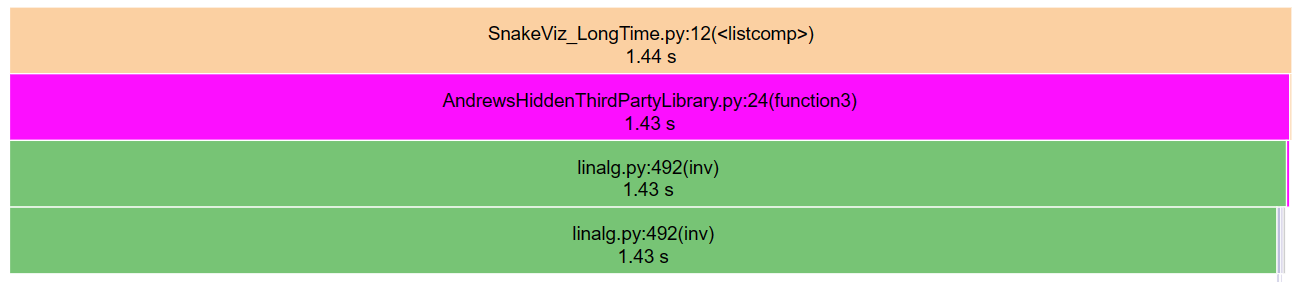 SnakeViz_LongTime.py:12(<listcomp>)
1.44 s
AndrewsHiddenThirdPartyLibrary.py:24(function3)
1.43 s
linalg.py:492(inv)
1.43 s
linalg.py:492(inv)
1.43 s